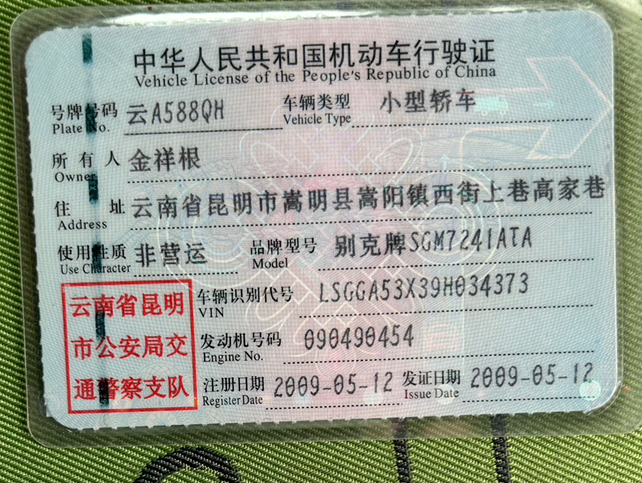 中华人民共和国机动车行驶证
Vehicle License of the People's Republic of China
号牌号码 云A588QH 车辆类型 小型轿车
Plate No. Vehicle Type
所有人 金祥根
Owner
住址 云南省昆明市嵩明县嵩阳镇西街上巷高家巷
Address
使用性质 非营运 品牌型号 别克牌SGM7241ATA
Use Character Model
云南省昆明
市公安局交
通警察支队
车辆识别代号 LSGGA53X39H034373
VIN
发动机号码 090490454
Engine No.
注册日期 2009-05-12 发证日期 2009-05-12
Register Date Issue Date